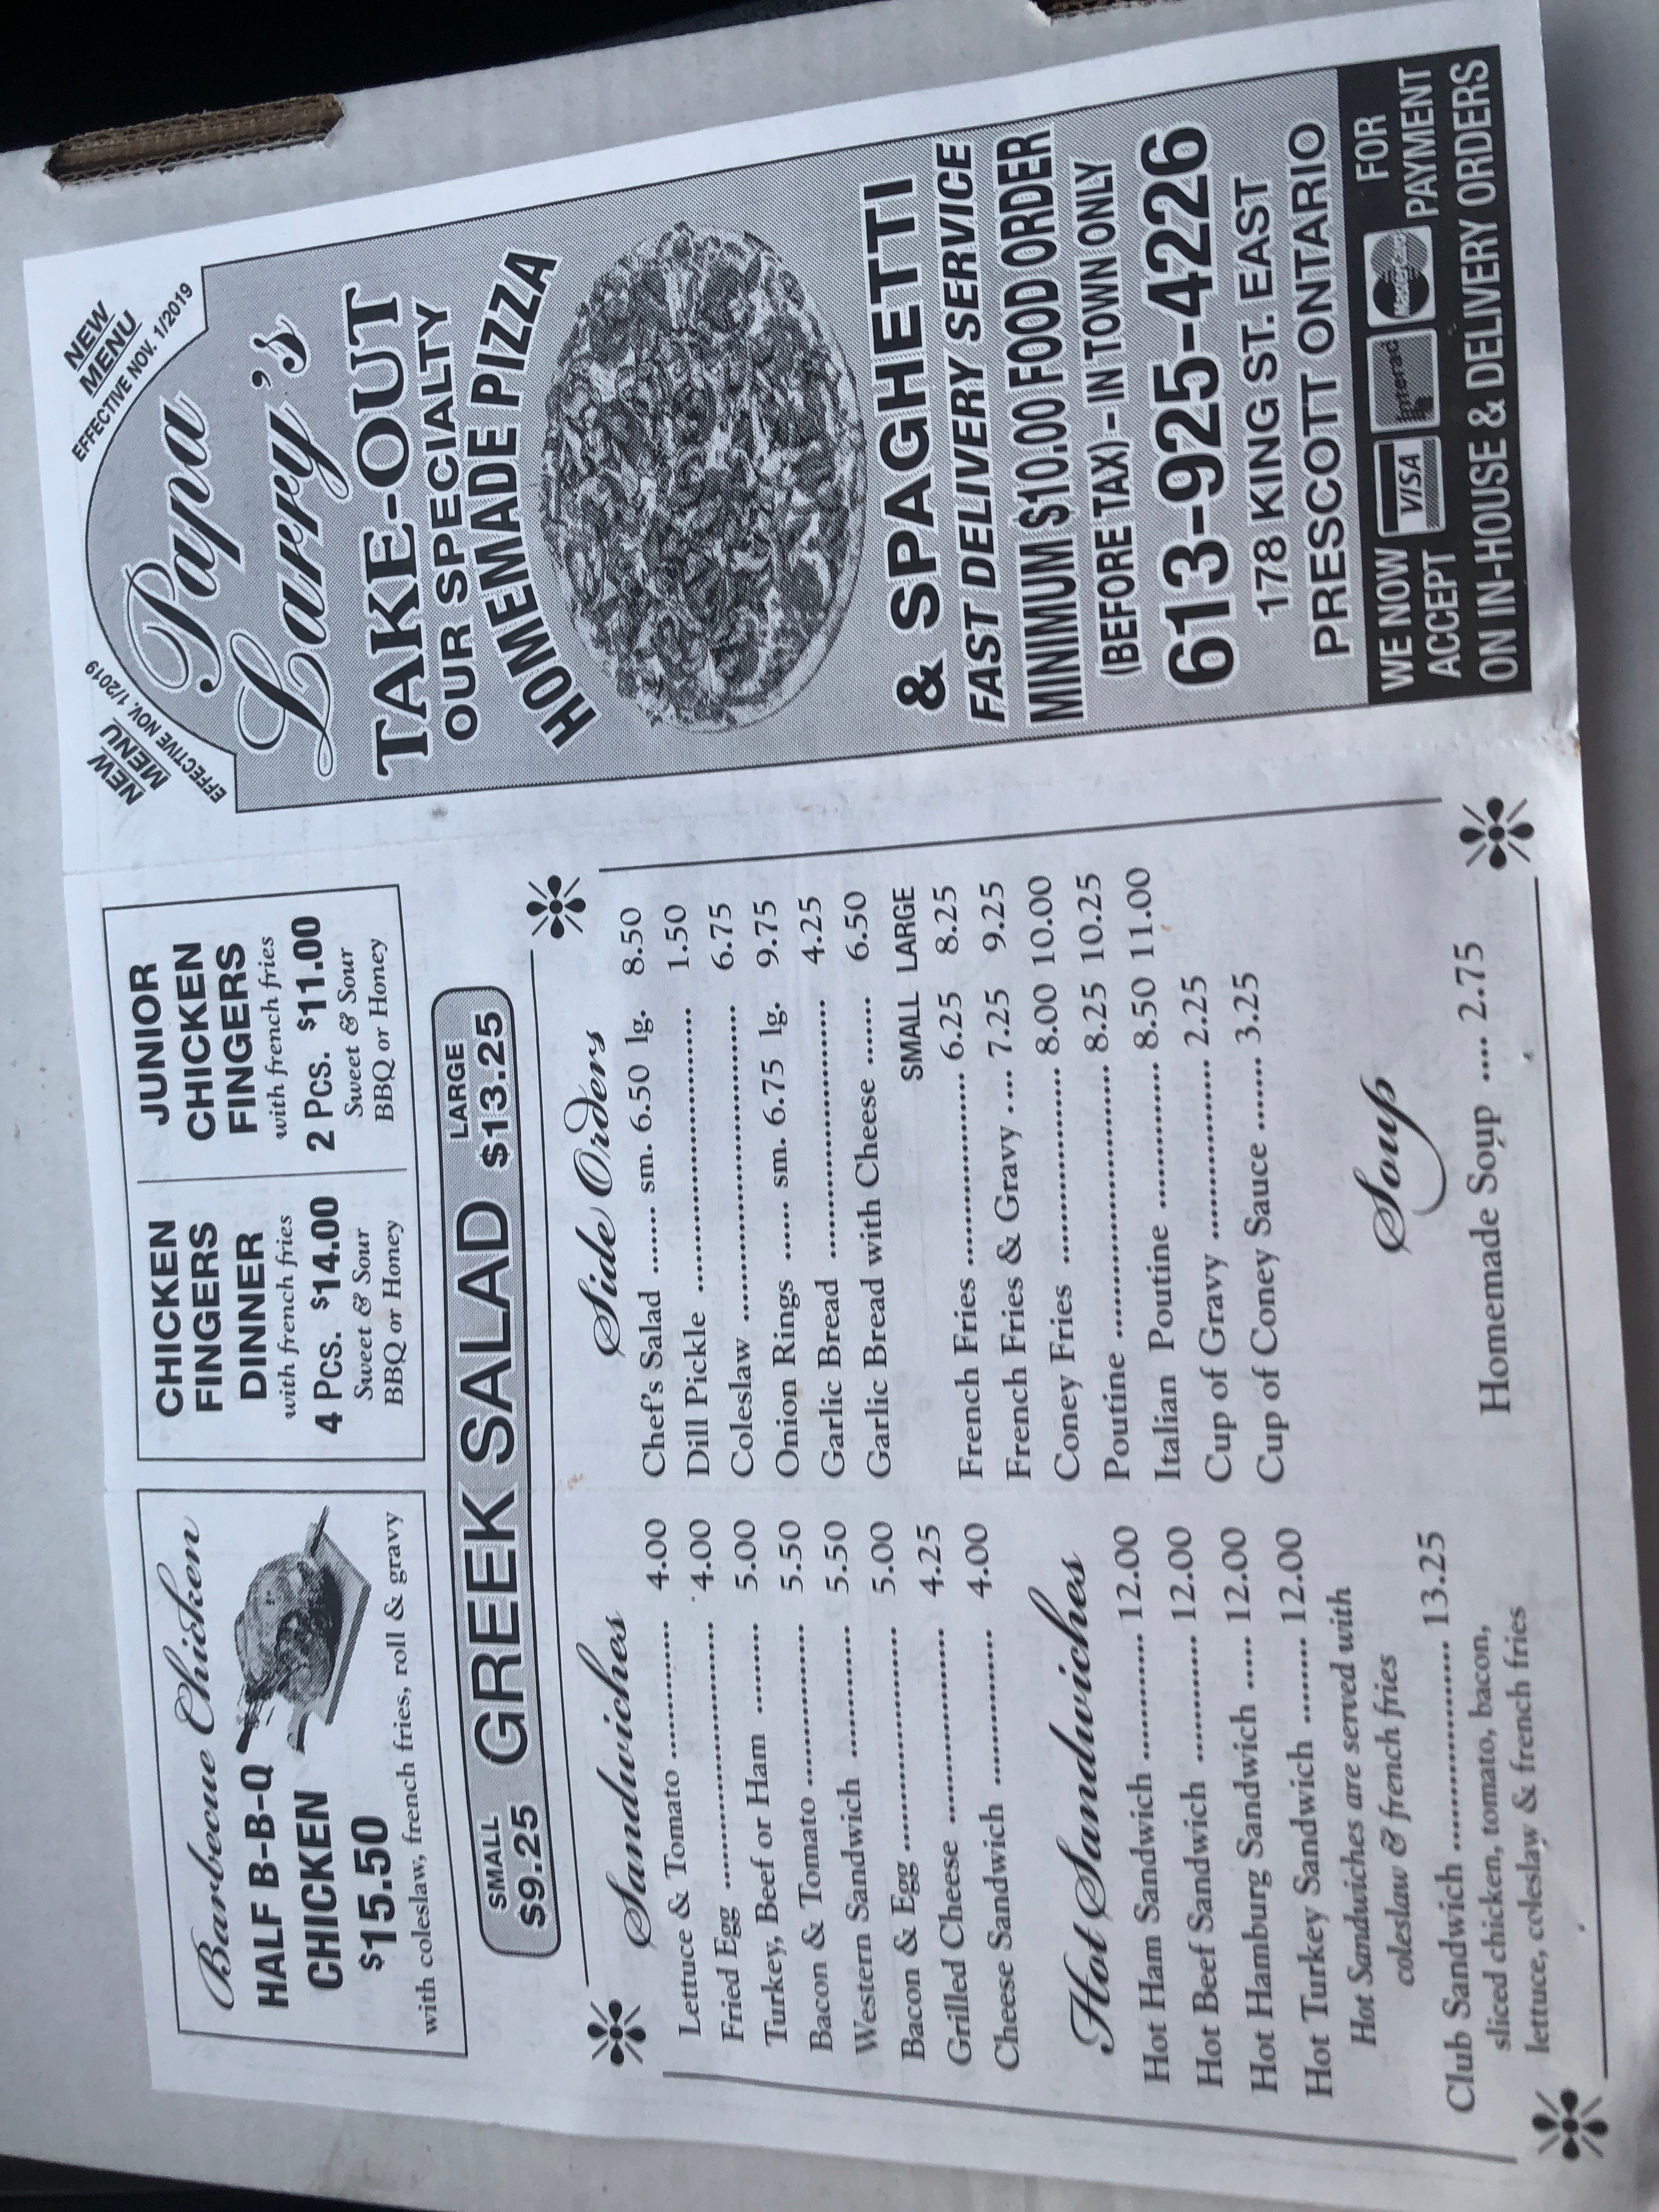 Barbecue Chicken
HALF B-B-Q
CHICKEN
$15.50
with coleslaw, french fries, roll & gravy
CHICKEN
FINGERS
DINNER
with french fries
4 PCS. $14.00
Sweet & Sour
BBQ or Honey
JUNIOR
CHICKEN
FINGERS
with french fries
2 PCS. $11.00
Sweet & Sour
BBQ or Honey
SMALL
$9.25
GREEK SALAD
LARGE
$13.25
Sandwiches
Lettuce & Tomato ............... 4.00
Fried Egg ........................... 4.00
Turkey, Beef or Ham ......... 5.00
Bacon & Tomato ................ 5.50
Western Sandwich ............. 5.50
Bacon & Egg ...................... 5.00
Grilled Cheese ................... 4.25
Cheese Sandwich ............... 4.00
Hot Sandwiches
Hot Ham Sandwich ............ 12.00
Hot Beef Sandwich ............ 12.00
Hot Hamburg Sandwich ..... 12.00
Hot Turkey Sandwich ........ 12.00
Hot Sandwiches are served with
coleslaw & french fries
Club Sandwich .................... 13.25
sliced chicken, tomato, bacon,
lettuce, coleslaw & french fries
Side Orders
Chef's Salad ....... sm. 6.50 lg. 8.50
Dill Pickle ............................. 1.50
Coleslaw ............................... 6.75
Onion Rings ...... sm. 6.75 lg. 9.75
Garlic Bread .......................... 4.25
Garlic Bread with Cheese ....... 6.50
SMALL LARGE
French Fries ................... 6.25 8.25
French Fries & Gravy .... 7.25 9.25
Coney Fries .................... 8.00 10.00
Poutine ........................... 8.25 10.25
Italian Poutine ............... 8.50 11.00
Cup of Gravy .................. 2.25
Cup of Coney Sauce ........ 3.25
Soup
Homemade Soup .... 2.75
NEW
MENU
EFFECTIVE NOV. 1/2019
NEW
MENU
EFFECTIVE NOV. 1/2019
Papa
Larry's
TAKE-OUT
OUR SPECIALTY
HOMEMADE PIZZA
& SPAGHETTI
FAST DELIVERY SERVICE
MINIMUM $10.00 FOOD ORDER
(BEFORE TAX) - IN TOWN ONLY
613-925-4226
178 KING ST. EAST
PRESCOTT ONTARIO
WE NOW
ACCEPT
VISA
Interac
MasterCard
FOR
PAYMENT
ON IN-HOUSE & DELIVERY ORDERS